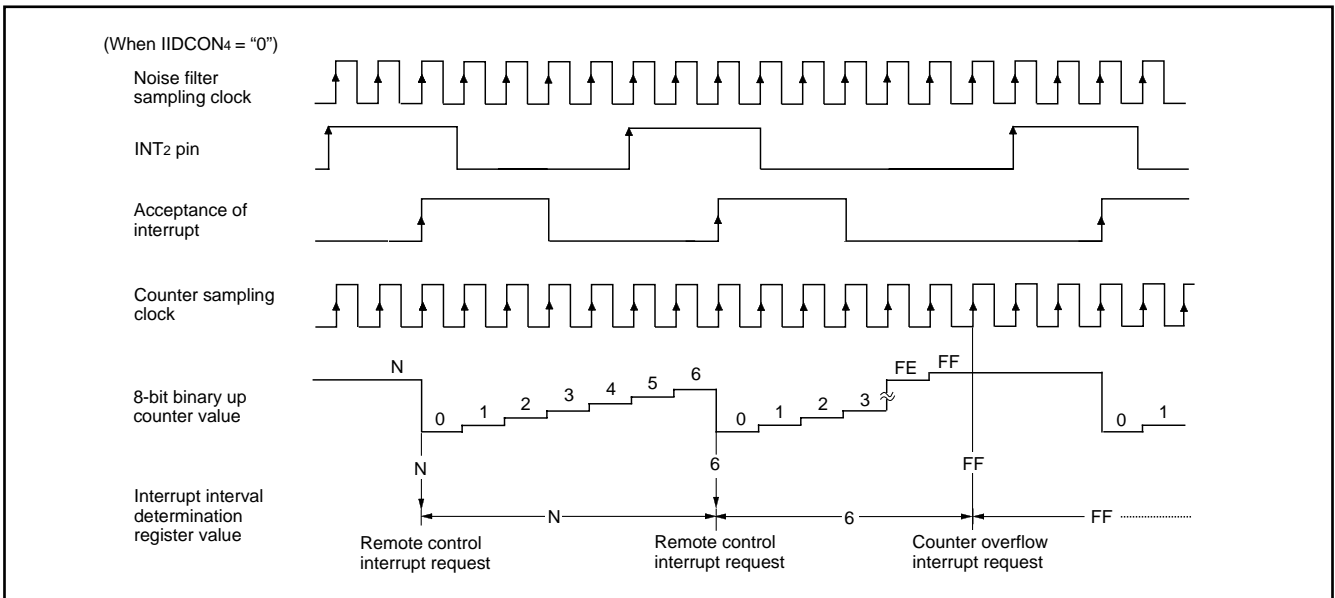 (When IIDCON4 = “0”)
Noise filter
sampling clock
INT2 pin
Acceptance of
interrupt
Counter sampling
clock
8-bit binary up
counter value
N
0
1
2
3
4
5
6
0
1
2
3
FE
FF
0
1
N
6
FF
Interrupt interval
determination
register value
N
6
FF
Remote control
interrupt request
Remote control
interrupt request
Counter overflow
interrupt request